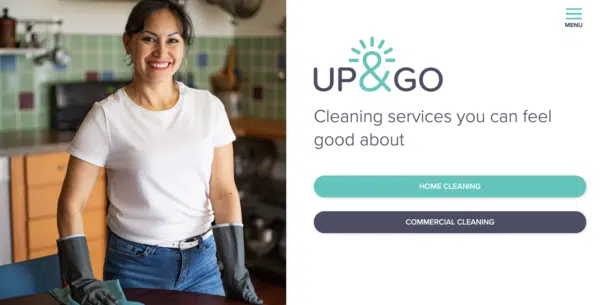 MENU
UP&GO
Cleaning services you can feel
good about
HOME CLEANING
COMMERCIAL CLEANING